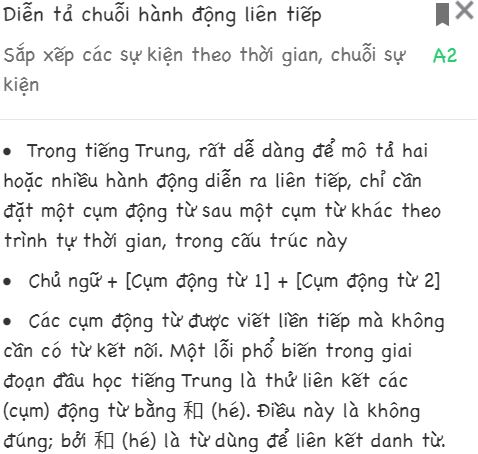 Diễn tả chuỗi hành động liên tiếp
Sắp xếp các sự kiện theo thời gian, chuỗi sự
kiện
A2
• Trong tiếng Trung, rất dễ dàng để mô tả hai
hoặc nhiều hành động diễn ra liên tiếp, chỉ cần
đặt một cụm động từ sau một cụm từ khác theo
trình tự thời gian, trong cấu trúc này
• Chủ ngữ + [Cụm động từ 1] + [Cụm động từ 2]
• Các cụm động từ được viết liền tiếp mà không
cần có từ kết nối. Một lỗi phổ biến trong giai
đoạn đầu học tiếng Trung là thử liên kết các
(cụm) động từ bằng 和 (hé). Điều này là không
đúng; bởi 和 (hé) là từ dùng để liên kết danh từ.